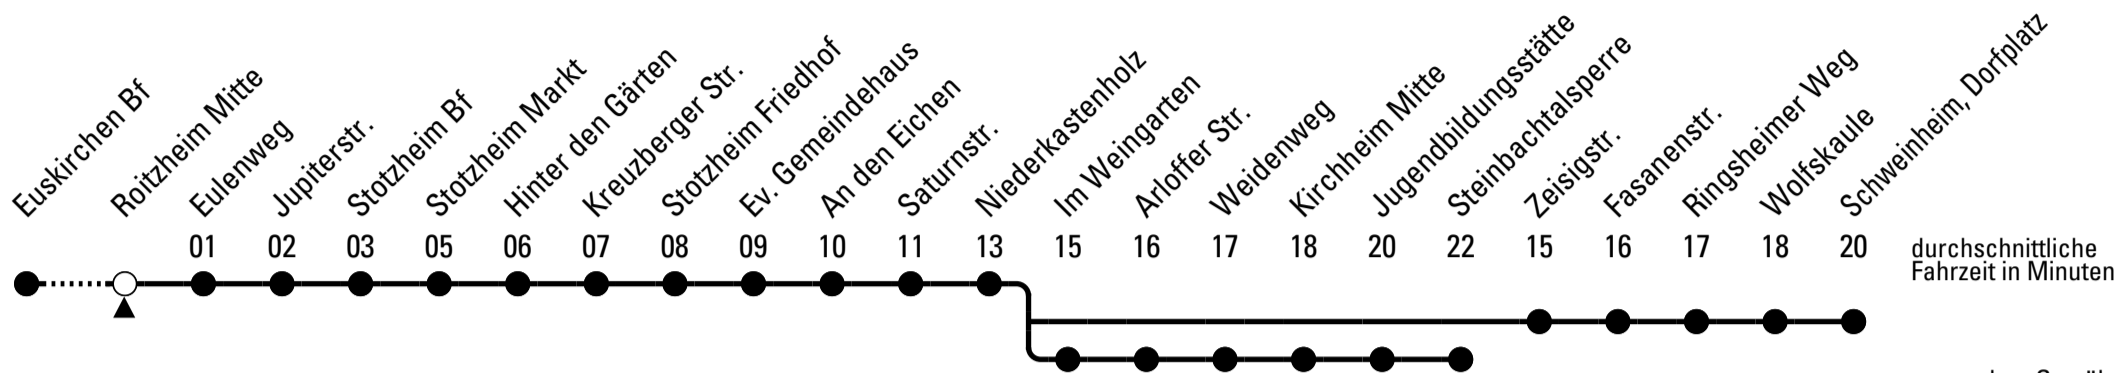 Euskirchen Bf
Roitzheim Mitte
Eulenweg
Jupiterstr.
Stotzheim Bf
Stotzheim Markt
Hinter den Gärten
Kreuzberger Str.
Stotzheim Friedhof
Ev. Gemeindehaus
An den Eichen
Saturnstr.
Niederkastenholz
Im Weingarten
Arloffer Str.
Weidenweg
Kirchheim Mitte
Jugendbildungsstätte
Steinbachtalsperre
Zeisigstr.
Fasanenstr.
Ringsheimer Weg
Wolfskaule
Schweinheim, Dorfplatz
01 02 03 05 06 07 08 09 10 11 13 15 16 17 18 20 22 15 16 17 18 20
durchschnittliche
Fahrzeit in Minuten